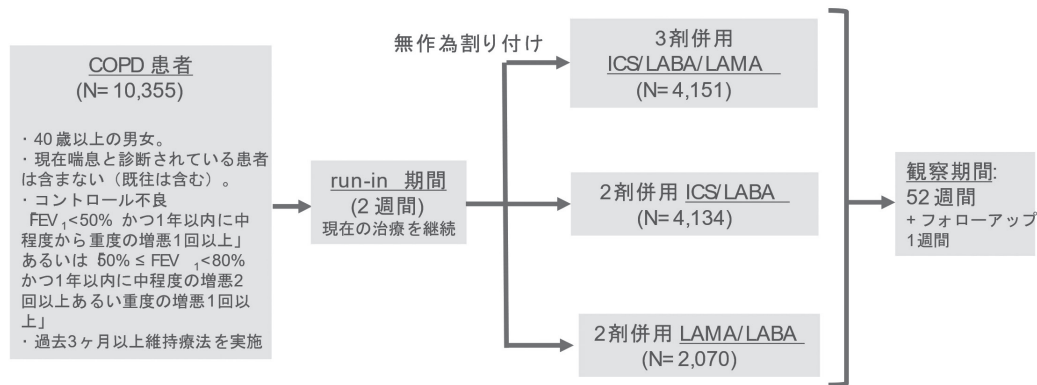 COPD 患者
(N= 10,355)
・40 歳以上の男女。
・現在喘息と診断されている患者
は含まない（既往は含む）。
・コントロール不良
「FEV₁<50% かつ1年以内に中
程度から重度の増悪1回以上」
あるいは「50% ≤ FEV ₁<80%
かつ1年以内に中程度の増悪2
回以上あるい重度の増悪1回以
上」
・過去3ヶ月以上維持療法を実施
run-in 期間
(2 週間)
現在の治療を継続
無作為割り付け
3剤併用
ICS/LABA/LAMA
(N= 4,151)
2剤併用 ICS/LABA
(N= 4,134)
2剤併用 LAMA/LABA
(N= 2,070)
観察期間:
52 週間
+ フォローアップ
1週間